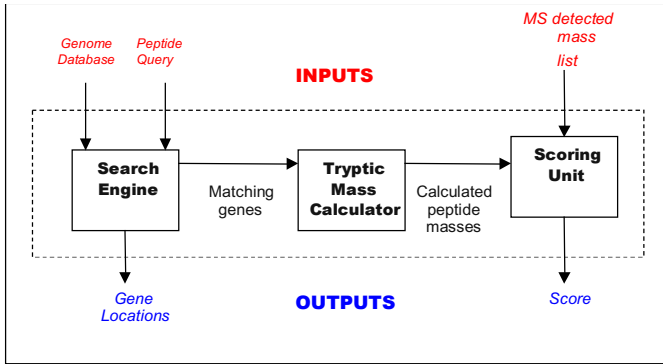 Genome
Database
Peptide
Query
MS detected
mass
list
INPUTS
Search
Engine
Matching
genes
Tryptic
Mass
Calculator
Calculated
peptide
masses
Scoring
Unit
Gene
Locations
OUTPUTS
Score